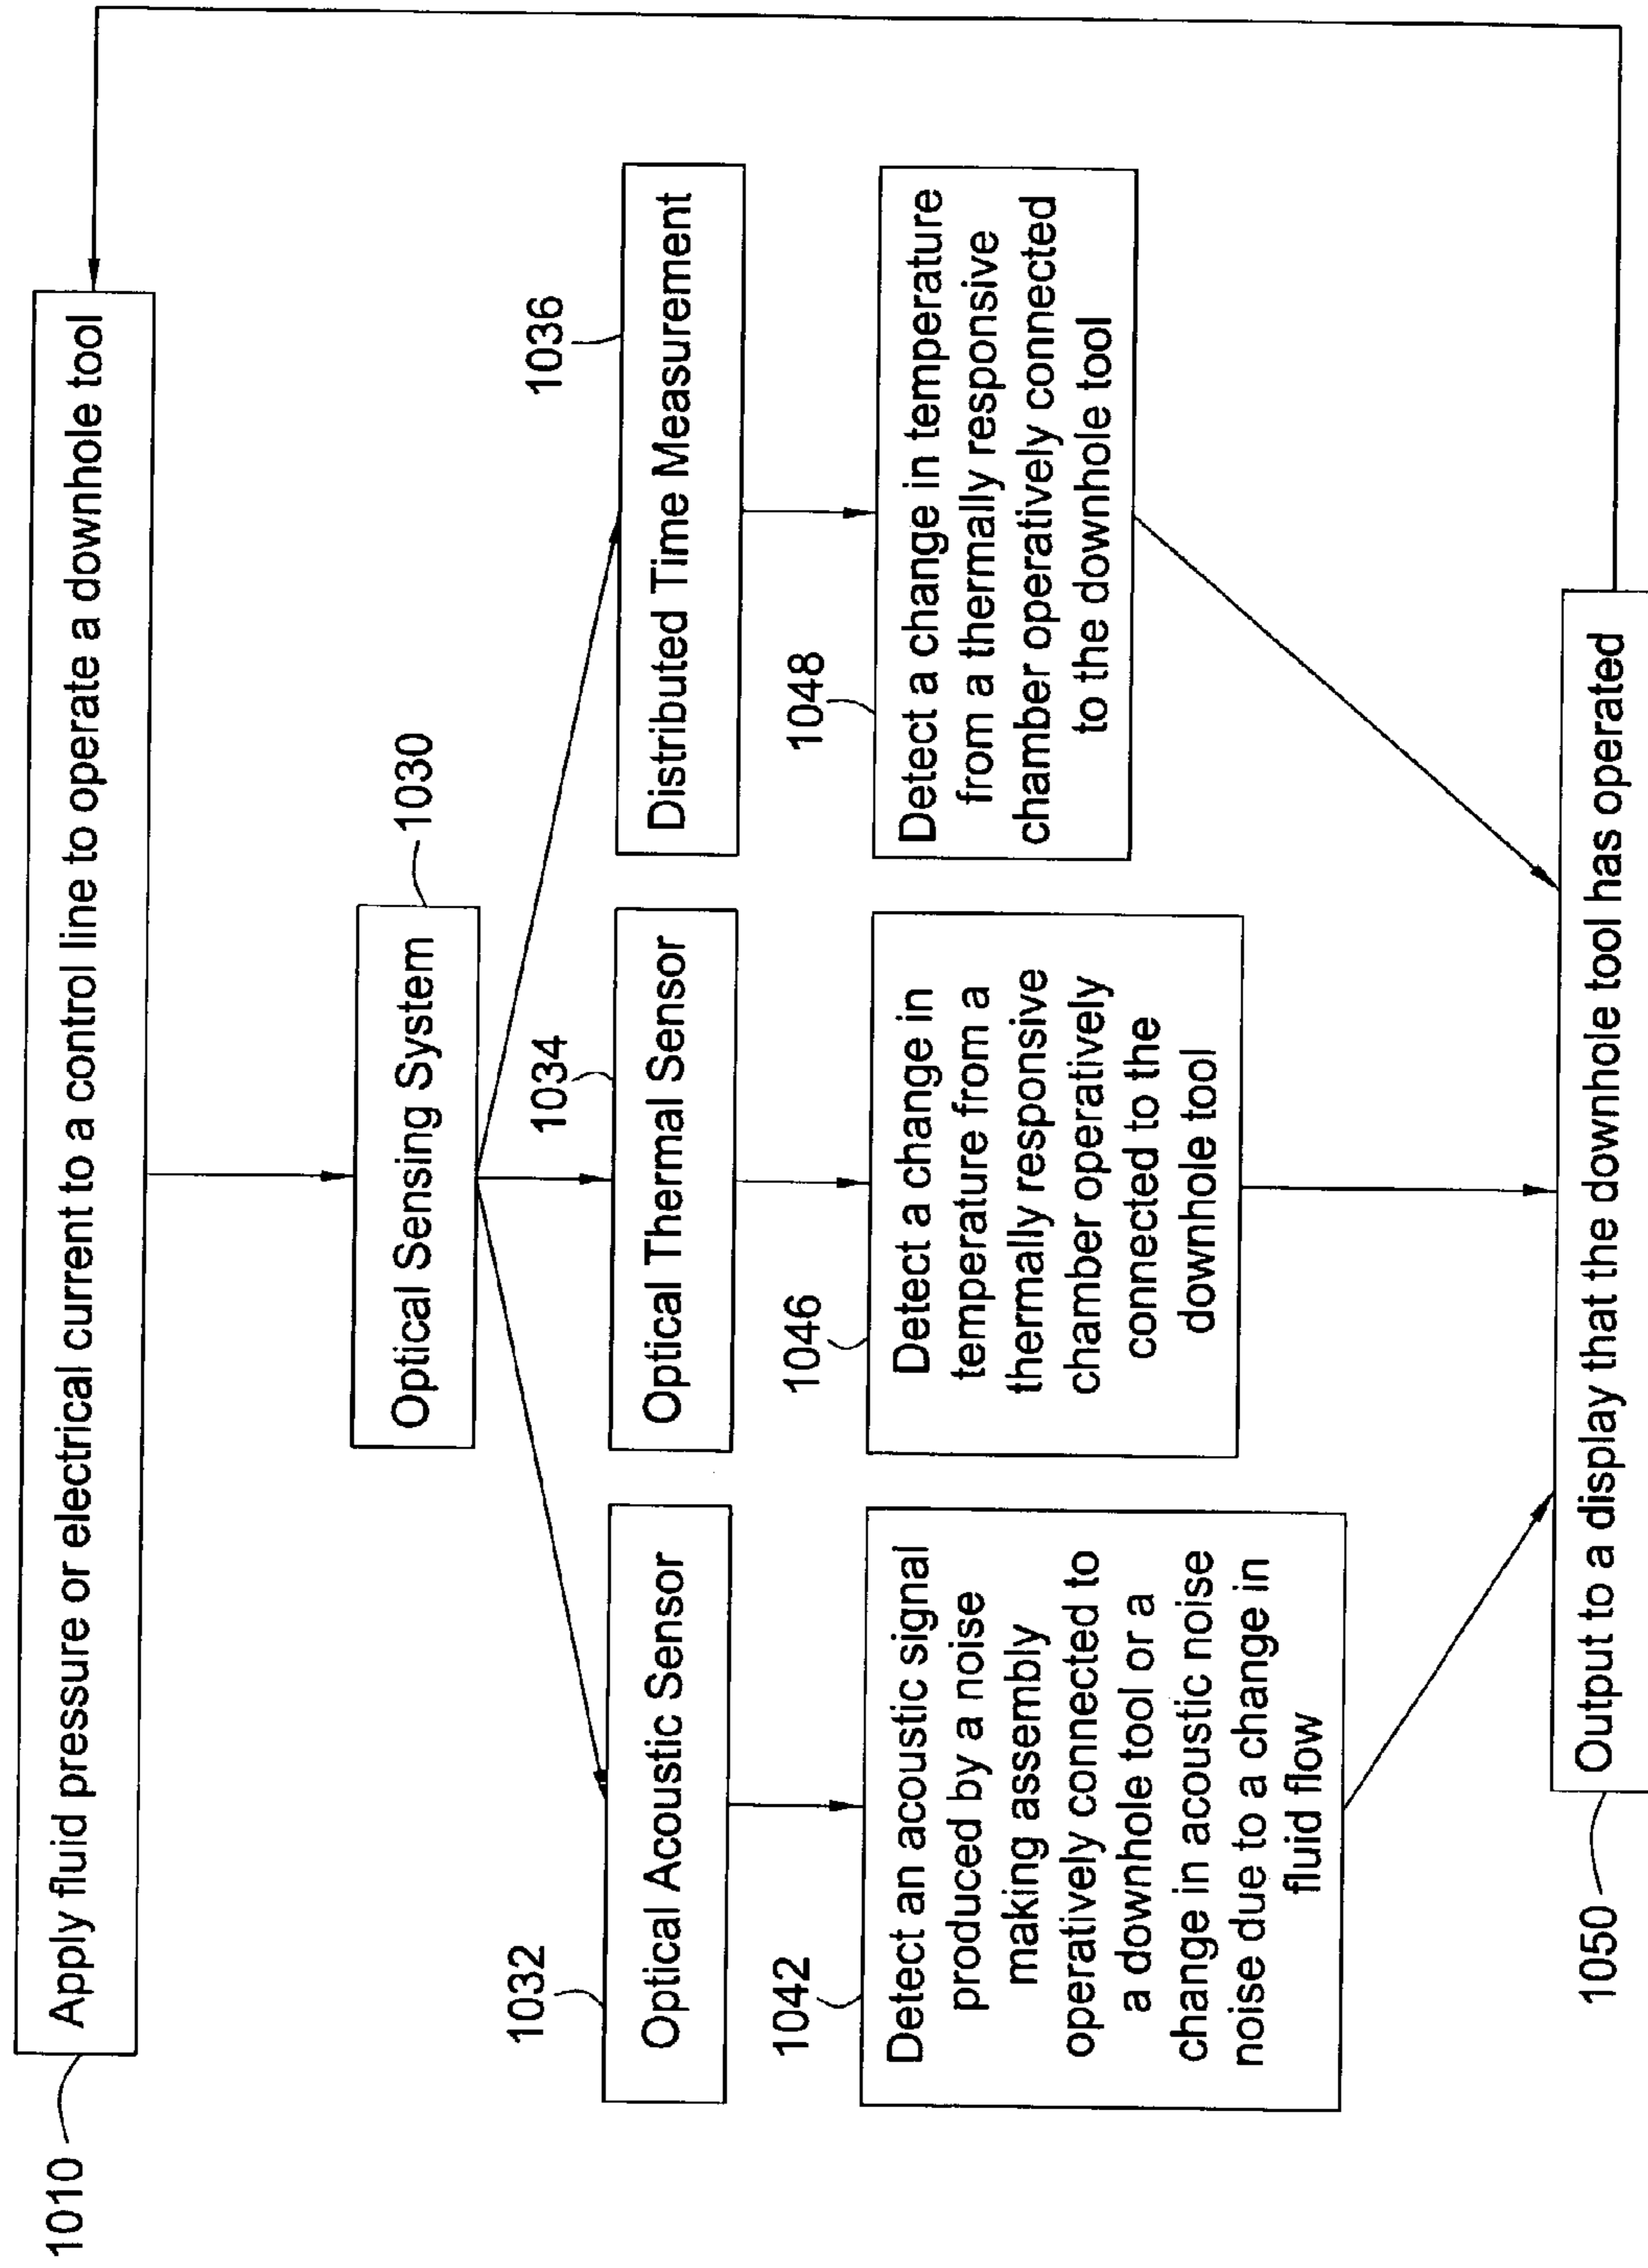 1010
Apply fluid pressure or electrical current to a control line to operate a downhole tool
Optical Sensing System
1030
1032
Optical Acoustic Sensor
1034
Optical Thermal Sensor
1036
Distributed Time Measurement
1042
Detect an acoustic signal
produced by a noise
making assembly
operatively connected to
a downhole tool or a
change in acoustic noise
noise due to a change in
fluid flow
1046
Detect a change in
temperature from a
thermally responsive
chamber operatively
connected to the
downhole tool
1048
Detect a change in temperature
from a thermally responsive
chamber operatively connected
to the downhole tool
1050
Output to a display that the downhole tool has operated